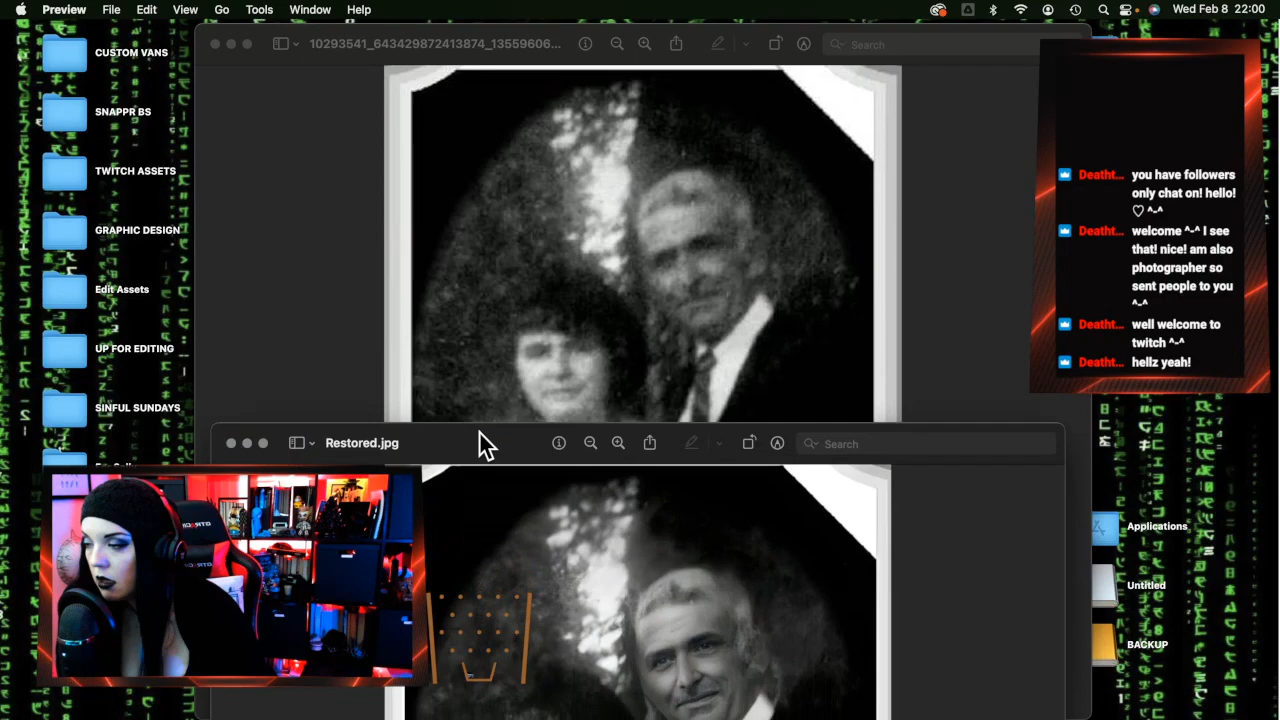 Preview File Edit View Go Tools Window Help
Wed Feb 8 22:00
CUSTOM VANS
SNAPPR BS
TWITCH ASSETS
GRAPHIC DESIGN
Edit Assets
UP FOR EDITING
SINFUL SUNDAYS
10293541_643429872413874_13559606...
Search
Deatht... you have followers
only chat on! hello!
♡ ^-^
Deatht... welcome ^-^ I see
that! nice! am also
photographer so
sent people to you
^-^
Deatht... well welcome to
twitch ^-^
Deatht... hellz yeah!
Restored.jpg
Search
Applications
Untitled
BACKUP